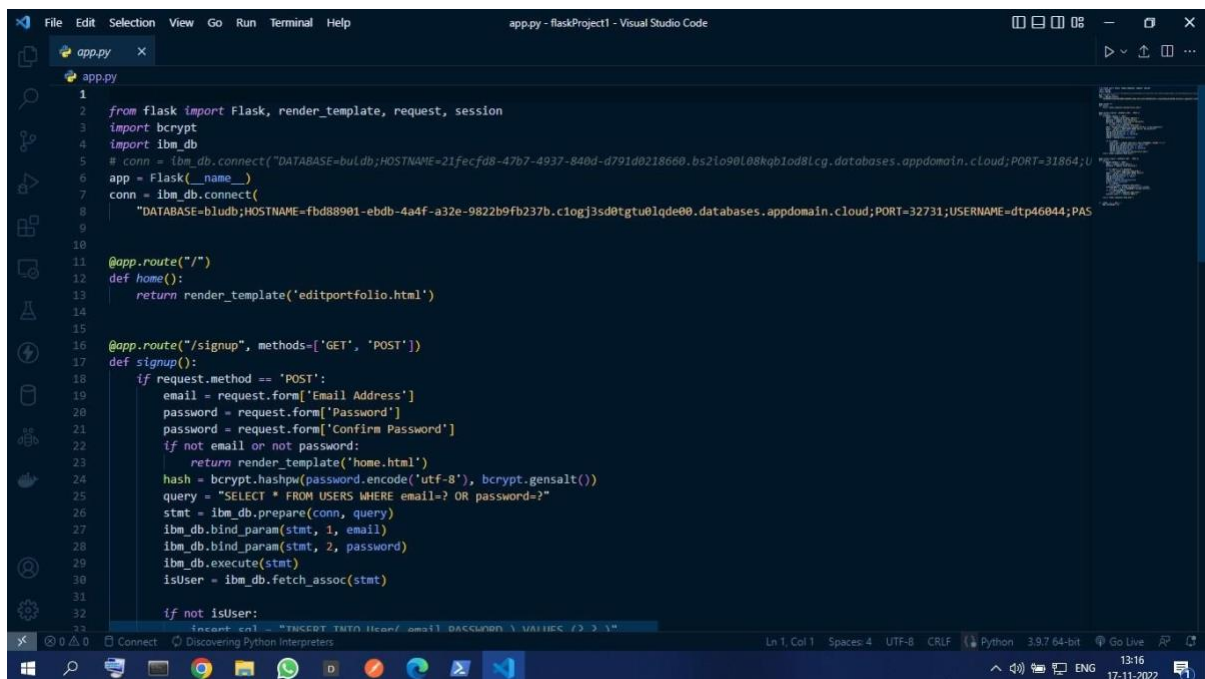 File Edit Selection View Go Run Terminal Help app.py - flaskProject1 - Visual Studio Code
app.py
app.py
1
2 from flask import Flask, render_template, request, session
3 import bcrypt
4 import ibm_db
5 # conn = ibm_db.connect("DATABASE=buldb;HOSTNAME=21fecfd8-47b7-4937-840d-d791d0218660.bs2io90l08kqb1od8lcg.databases.appdomain.cloud;PORT=31864;U
6 app = Flask(__name__)
7 conn = ibm_db.connect(
8 "DATABASE=bludb;HOSTNAME=fbd88901-ebdb-4a4f-a32e-9822b9fb237b.c1ogj3sd0tgtu0lqde00.databases.appdomain.cloud;PORT=32731;USERNAME=dtp46044;PAS
9
10
11 @app.route("/")
12 def home():
13 return render_template('editportfolio.html')
14
15
16 @app.route("/signup", methods=['GET', 'POST'])
17 def signup():
18 if request.method == 'POST':
19 email = request.form['Email Address']
20 password = request.form['Password']
21 password = request.form['Confirm Password']
22 if not email or not password:
23 return render_template('home.html')
24 hash = bcrypt.hashpw(password.encode('utf-8'), bcrypt.gensalt())
25 query = "SELECT * FROM USERS WHERE email=? OR password=?"
26 stmt = ibm_db.prepare(conn, query)
27 ibm_db.bind_param(stmt, 1, email)
28 ibm_db.bind_param(stmt, 2, password)
29 ibm_db.execute(stmt)
30 isUser = ibm_db.fetch_assoc(stmt)
31
32 if not isUser:
33 insert_sql = "INSERT INTO User( email PASSWORD ) VALUES (? ? )"
0 0 Connect Discovering Python Interpreters Ln 1, Col 1 Spaces: 4 UTF-8 CRLF Python 3.9.7 64-bit Go Live
ENG 13:16
17-11-2022